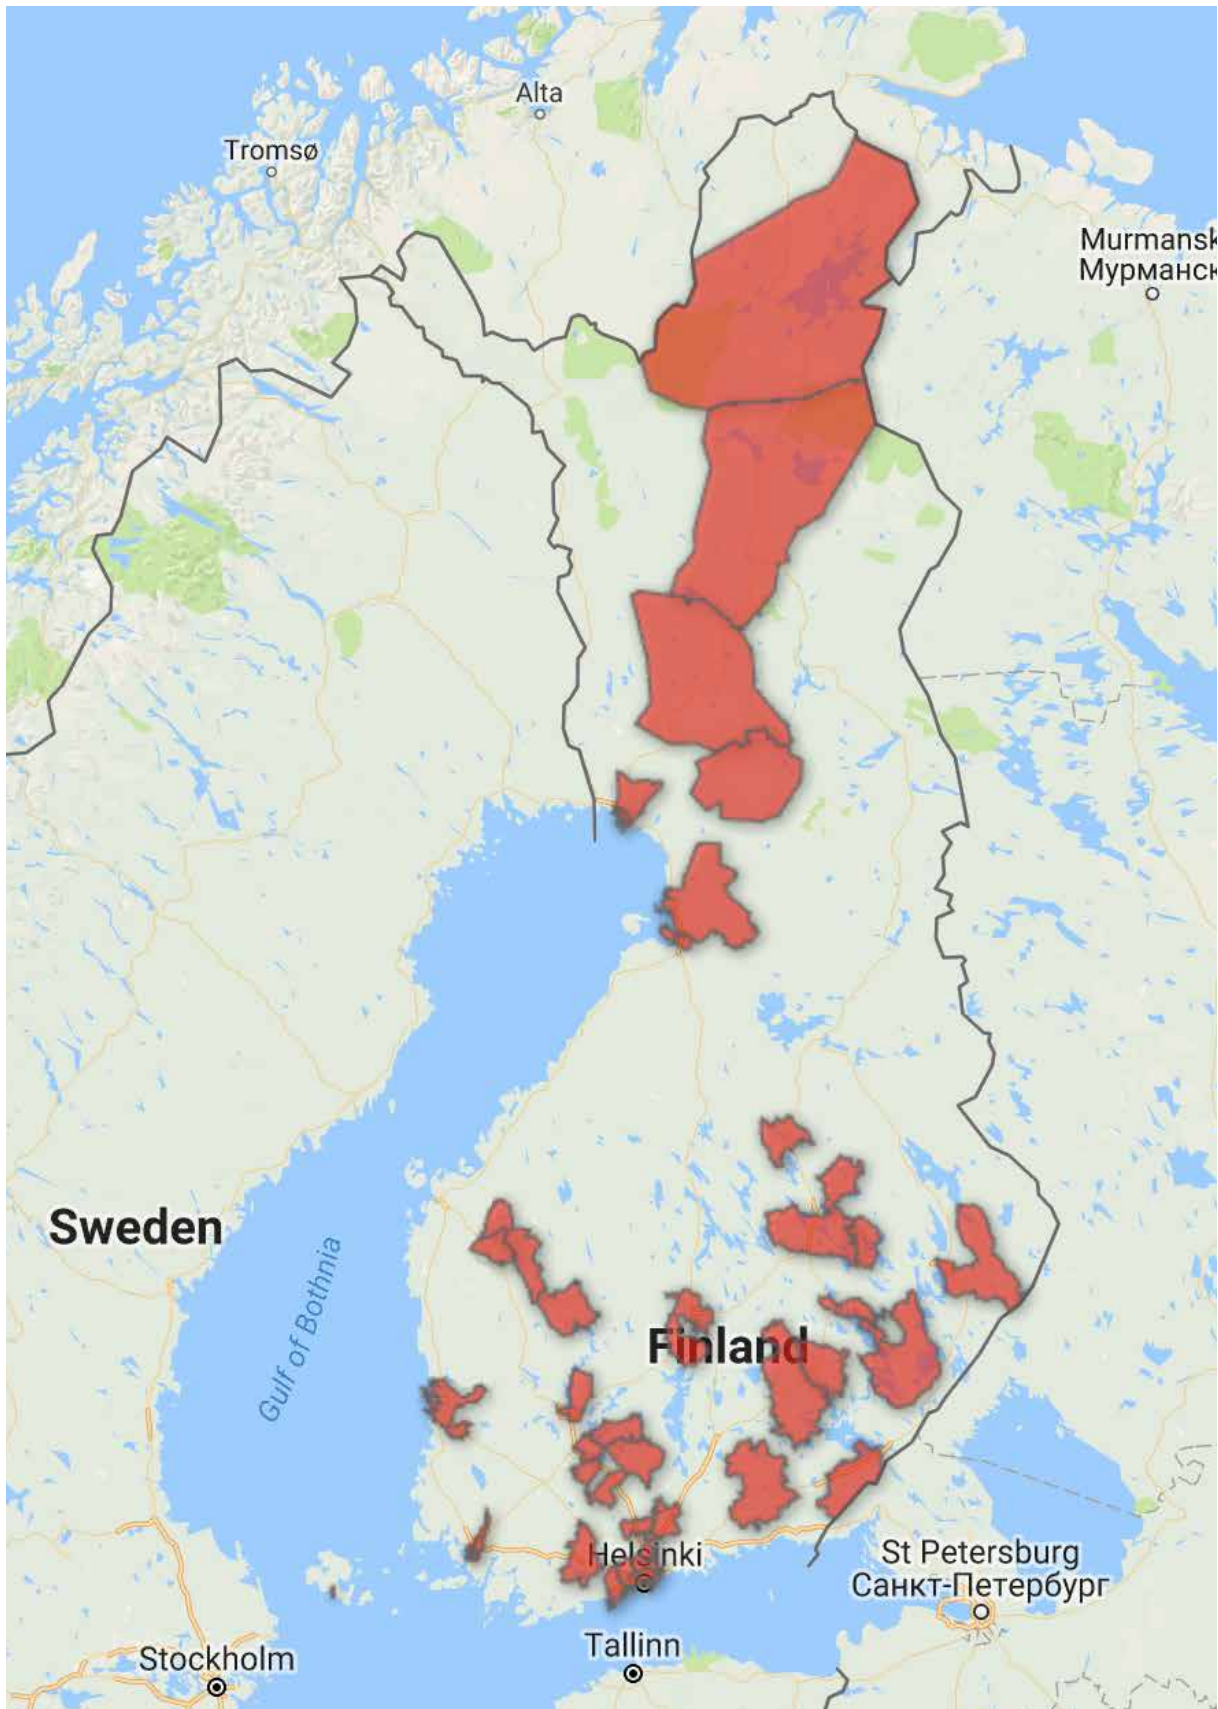 Alta
Tromsø
Murmansk
Мурманск
Sweden
Gulf of Bothnia
Finland
Helsinki
St Petersburg
Санкт-Петербург
Tallinn
Stockholm